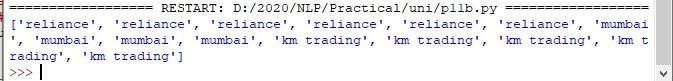 ================= RESTART: D:/2020/NLP/Practical/uni/p11b.py =================
['reliance', 'reliance', 'reliance', 'reliance', 'reliance', 'reliance', 'mumbai
', 'mumbai', 'mumbai', 'mumbai', 'km trading', 'km trading', 'km trading', 'km t
rading', 'km trading']
>>>